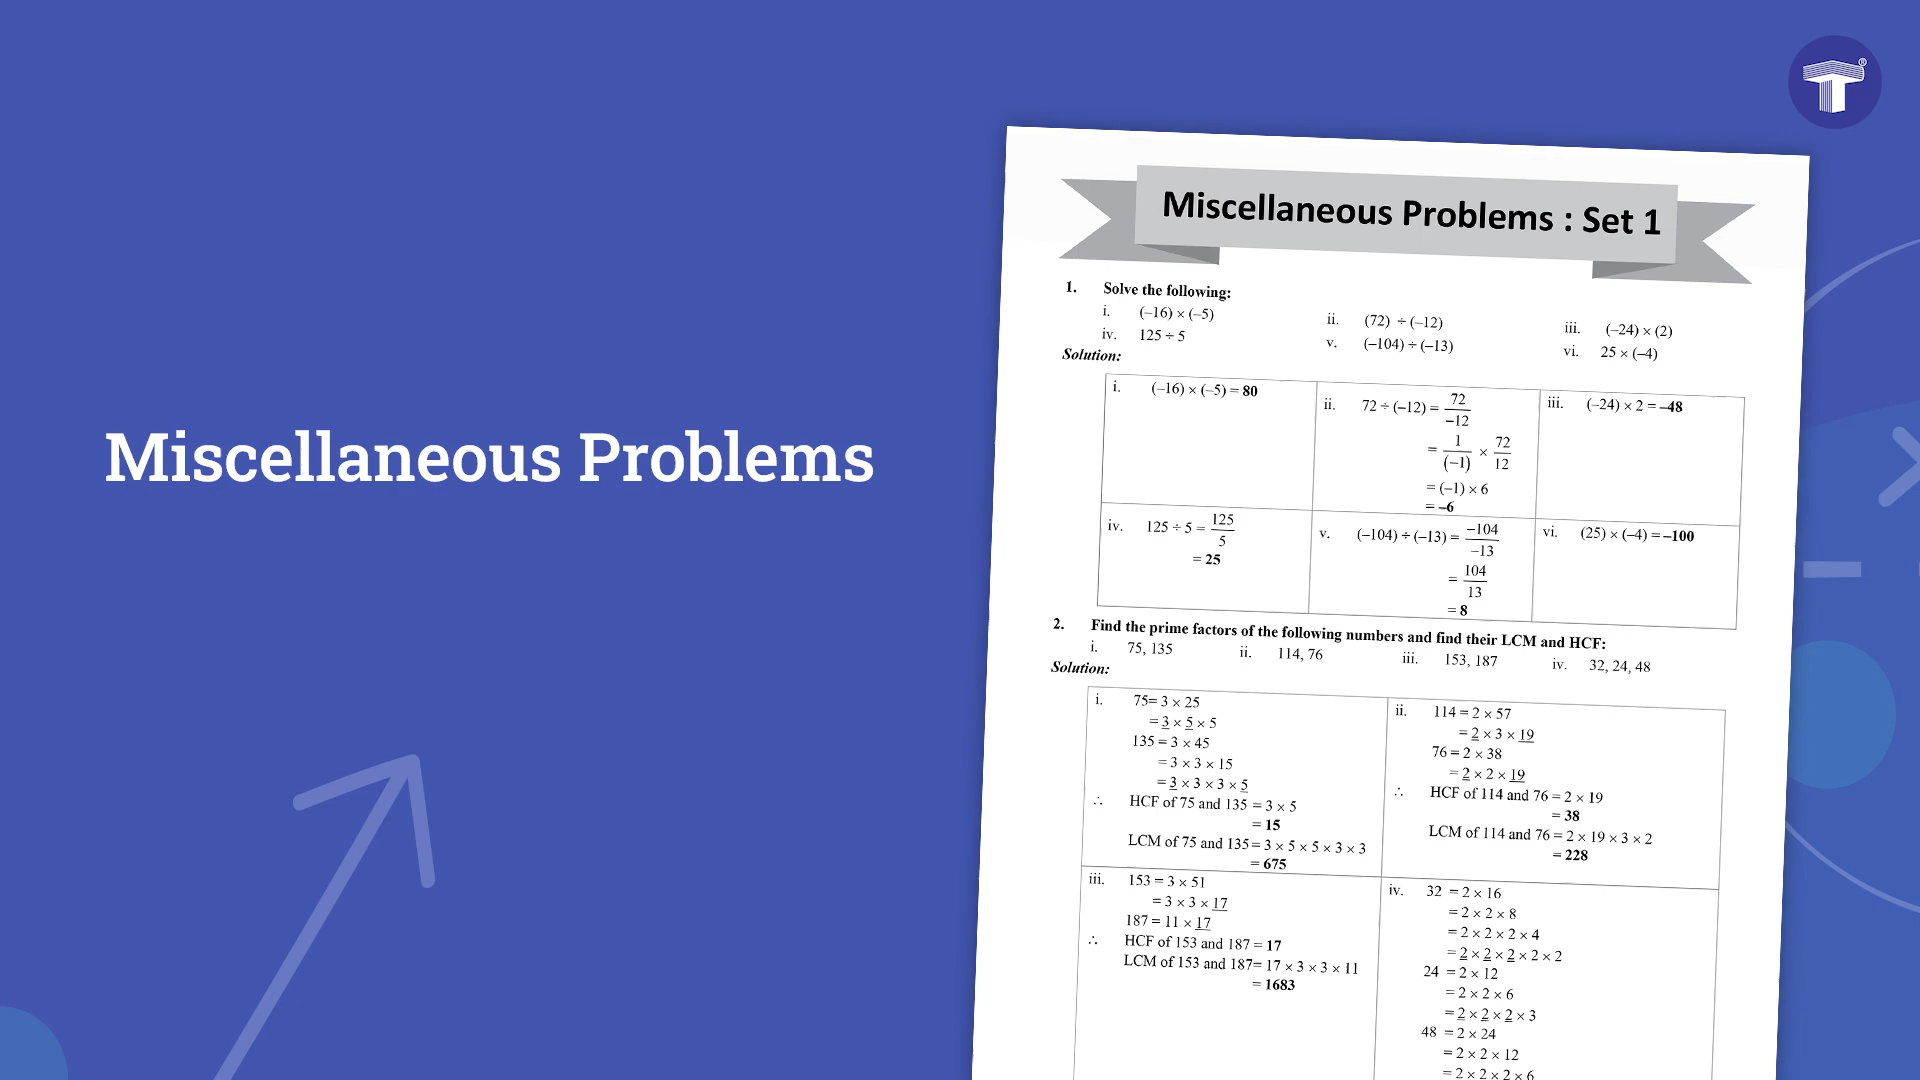 Miscellaneous Problems
T®
Miscellaneous Problems : Set 1
1. Solve the following:
i. (–16) × (–5) ii. (72) ÷ (–12) iii. (–24) × (2)
iv. 125 ÷ 5 v. (–104) ÷ (–13) vi. 25 × (–4)
Solution:
i. (–16) × (–5) = 80
ii. 72 ÷ (–12) = 72/–12
= 1/(–1) × 72/12
= (–1) × 6
= –6
iii. (–24) × 2 = –48
iv. 125 ÷ 5 = 125/5
= 25
v. (–104) ÷ (–13) = –104/–13
= 104/13
= 8
vi. (25) × (–4) = –100
2. Find the prime factors of the following numbers and find their LCM and HCF:
i. 75, 135 ii. 114, 76 iii. 153, 187 iv. 32, 24, 48
Solution:
i. 75= 3 × 25
= 3 × 5 × 5
135 = 3 × 45
= 3 × 3 × 15
= 3 × 3 × 3 × 5
∴ HCF of 75 and 135 = 3 × 5
= 15
LCM of 75 and 135= 3 × 5 × 5 × 3 × 3
= 675
ii. 114 = 2 × 57
= 2 × 3 × 19
76 = 2 × 38
= 2 × 2 × 19
∴ HCF of 114 and 76 = 2 × 19
= 38
LCM of 114 and 76 = 2 × 19 × 3 × 2
= 228
iii. 153 = 3 × 51
= 3 × 3 × 17
187 = 11 × 17
∴ HCF of 153 and 187 = 17
LCM of 153 and 187= 17 × 3 × 3 × 11
= 1683
iv. 32 = 2 × 16
= 2 × 2 × 8
= 2 × 2 × 2 × 4
= 2 × 2 × 2 × 2 × 2
24 = 2 × 12
= 2 × 2 × 6
= 2 × 2 × 2 × 3
48 = 2 × 24
= 2 × 2 × 12
= 2 × 2 × 2 × 6